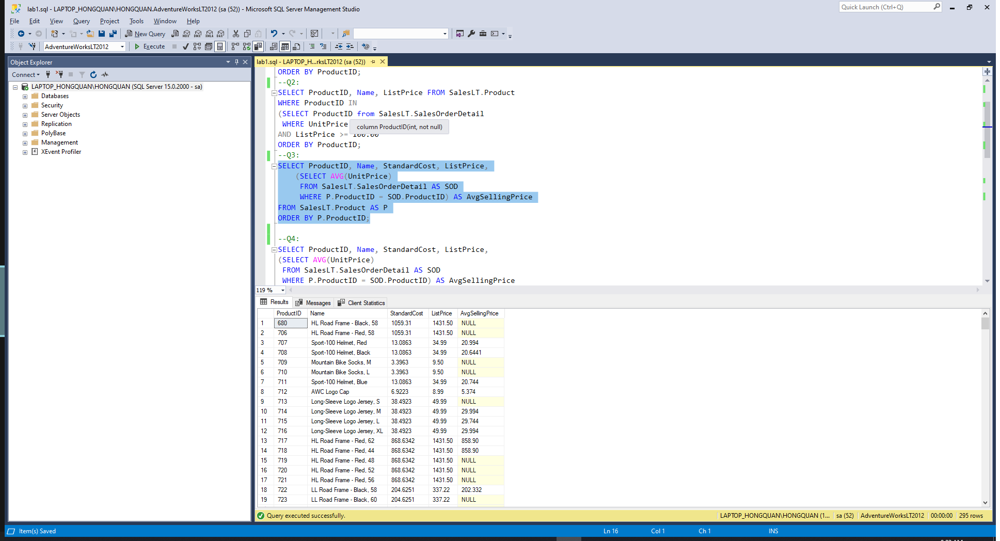 lab1.sql - LAPTOP_HONGQUAN\HONGQUAN.AdventureWorksLT2012 (sa (52)) - Microsoft SQL Server Management Studio
Quick Launch (Ctrl+Q)
File Edit View Query Project Tools Window Help
New Query MDX DMX XMLA DAX
AdventureWorksLT2012 Execute
Object Explorer
Connect
LAPTOP_HONGQUAN\HONGQUAN (SQL Server 15.0.2000 - sa)
Databases
Security
Server Objects
Replication
PolyBase
Management
XEvent Profiler
lab1.sql - LAPTOP_H...rksLT2012 (sa (52))
ORDER BY ProductID;
--Q2:
SELECT ProductID, Name, ListPrice FROM SalesLT.Product
WHERE ProductID IN
(SELECT ProductID from SalesLT.SalesOrderDetail
WHERE UnitPrice
column ProductID(int, not null)
AND ListPrice >= 100.00
ORDER BY ProductID;
--Q3:
SELECT ProductID, Name, StandardCost, ListPrice,
(SELECT AVG(UnitPrice)
FROM SalesLT.SalesOrderDetail AS SOD
WHERE P.ProductID = SOD.ProductID) AS AvgSellingPrice
FROM SalesLT.Product AS P
ORDER BY P.ProductID;
--Q4:
SELECT ProductID, Name, StandardCost, ListPrice,
(SELECT AVG(UnitPrice)
FROM SalesLT.SalesOrderDetail AS SOD
WHERE P.ProductID = SOD.ProductID) AS AvgSellingPrice
119 %
Results Messages Client Statistics
ProductID Name StandardCost ListPrice AvgSellingPrice
1 680 HL Road Frame - Black, 58 1059.31 1431.50 NULL
2 706 HL Road Frame - Red, 58 1059.31 1431.50 NULL
3 707 Sport-100 Helmet, Red 13.0863 34.99 20.994
4 708 Sport-100 Helmet, Black 13.0863 34.99 20.6441
5 709 Mountain Bike Socks, M 3.3963 9.50 NULL
6 710 Mountain Bike Socks, L 3.3963 9.50 NULL
7 711 Sport-100 Helmet, Blue 13.0863 34.99 20.744
8 712 AWC Logo Cap 6.9223 8.99 5.374
9 713 Long-Sleeve Logo Jersey, S 38.4923 49.99 NULL
10 714 Long-Sleeve Logo Jersey, M 38.4923 49.99 29.994
11 715 Long-Sleeve Logo Jersey, L 38.4923 49.99 29.744
12 716 Long-Sleeve Logo Jersey, XL 38.4923 49.99 29.994
13 717 HL Road Frame - Red, 62 868.6342 1431.50 858.90
14 718 HL Road Frame - Red, 44 868.6342 1431.50 858.90
15 719 HL Road Frame - Red, 48 868.6342 1431.50 NULL
16 720 HL Road Frame - Red, 52 868.6342 1431.50 NULL
17 721 HL Road Frame - Red, 56 868.6342 1431.50 NULL
18 722 LL Road Frame - Black, 58 204.6251 337.22 202.332
19 723 LL Road Frame - Black, 60 204.6251 337.22 NULL
Query executed successfully. LAPTOP_HONGQUAN\HONGQUAN (1... sa (52) AdventureWorksLT2012 00:00:00 295 rows
Item(s) Saved Ln 16 Col 1 Ch 1 INS